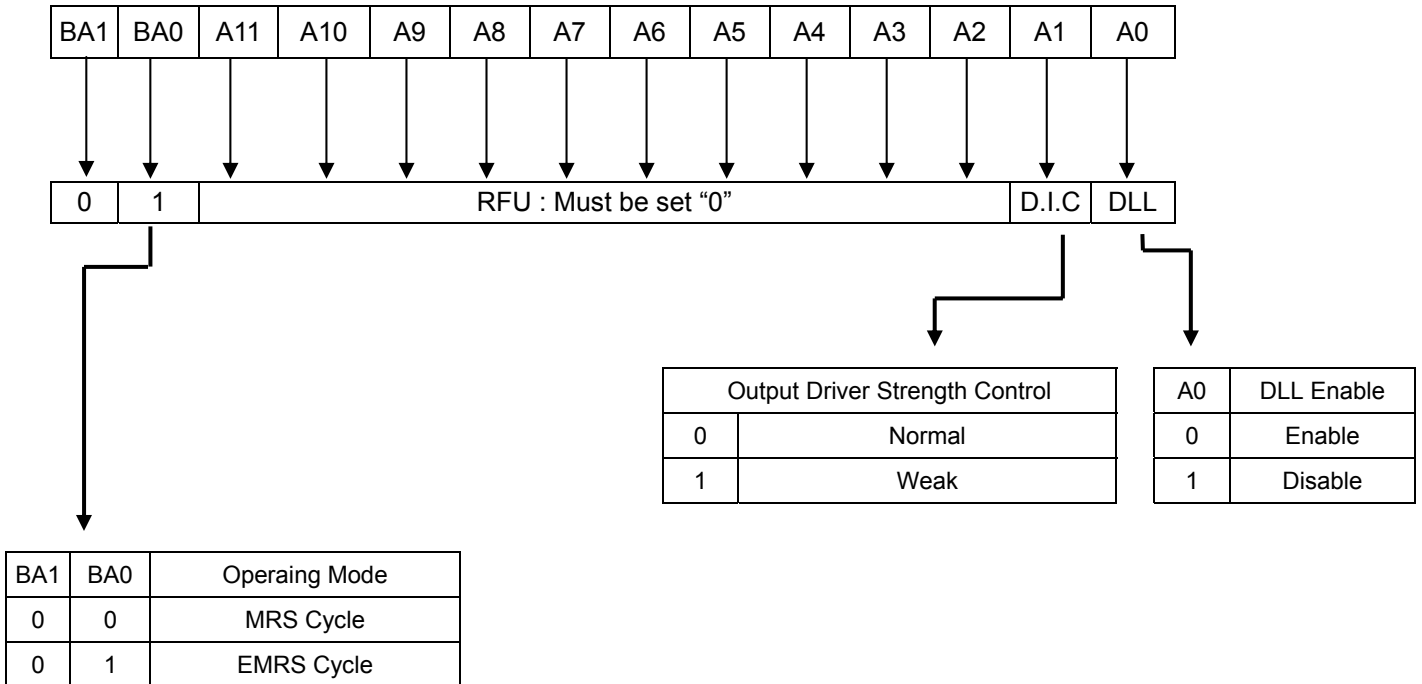 BA1 BA0 A11 A10 A9 A8 A7 A6 A5 A4 A3 A2 A1 A0
0 1 RFU : Must be set “0” D.I.C DLL
Output Driver Strength Control
0 Normal
1 Weak
A0 DLL Enable
0 Enable
1 Disable
BA1 BA0 Operaing Mode
0 0 MRS Cycle
0 1 EMRS Cycle